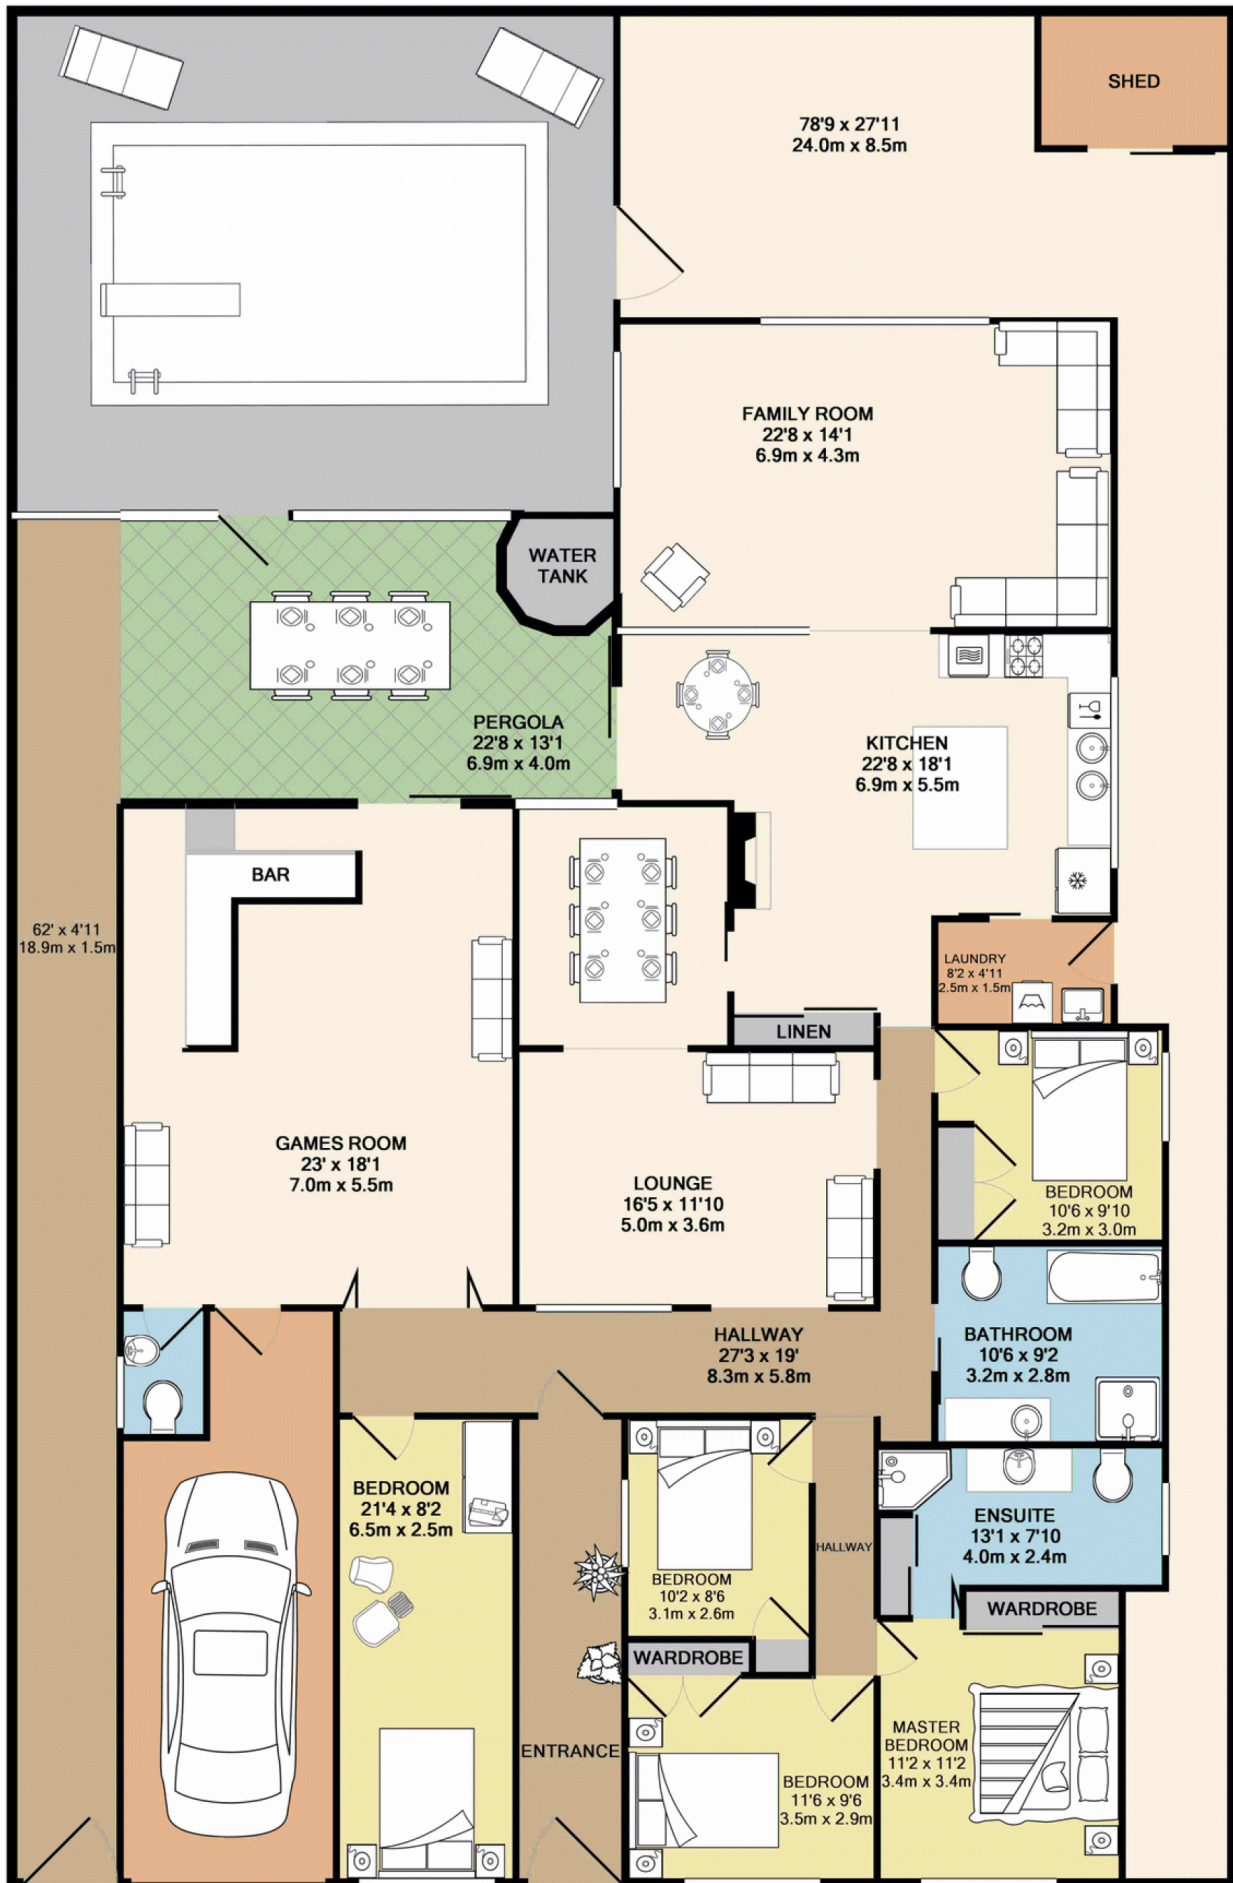 SHED
78'9 x 27'11
24.0m x 8.5m
FAMILY ROOM
22'8 x 14'1
6.9m x 4.3m
WATER
TANK
PERGOLA
22'8 x 13'1
6.9m x 4.0m
KITCHEN
22'8 x 18'1
6.9m x 5.5m
BAR
62' x 4'11
18.9m x 1.5m
LAUNDRY
8'2 x 4'11
2.5m x 1.5m
LINEN
GAMES ROOM
23' x 18'1
7.0m x 5.5m
LOUNGE
16'5 x 11'10
5.0m x 3.6m
BEDROOM
10'6 x 9'10
3.2m x 3.0m
HALLWAY
27'3 x 19'
8.3m x 5.8m
BATHROOM
10'6 x 9'2
3.2m x 2.8m
BEDROOM
21'4 x 8'2
6.5m x 2.5m
ENSUITE
13'1 x 7'10
4.0m x 2.4m
HALLWAY
BEDROOM
10'2 x 8'6
3.1m x 2.6m
WARDROBE
WARDROBE
ENTRANCE
MASTER
BEDROOM
11'2 x 11'2
3.4m x 3.4m
BEDROOM
11'6 x 9'6
3.5m x 2.9m